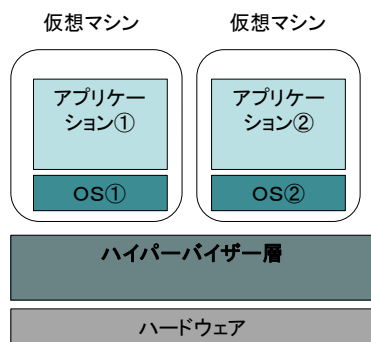 仮想マシン
仮想マシン
アプリケー
ション①
アプリケー
ション②
OS①
OS②
ハイパーバイザー層
ハードウェア